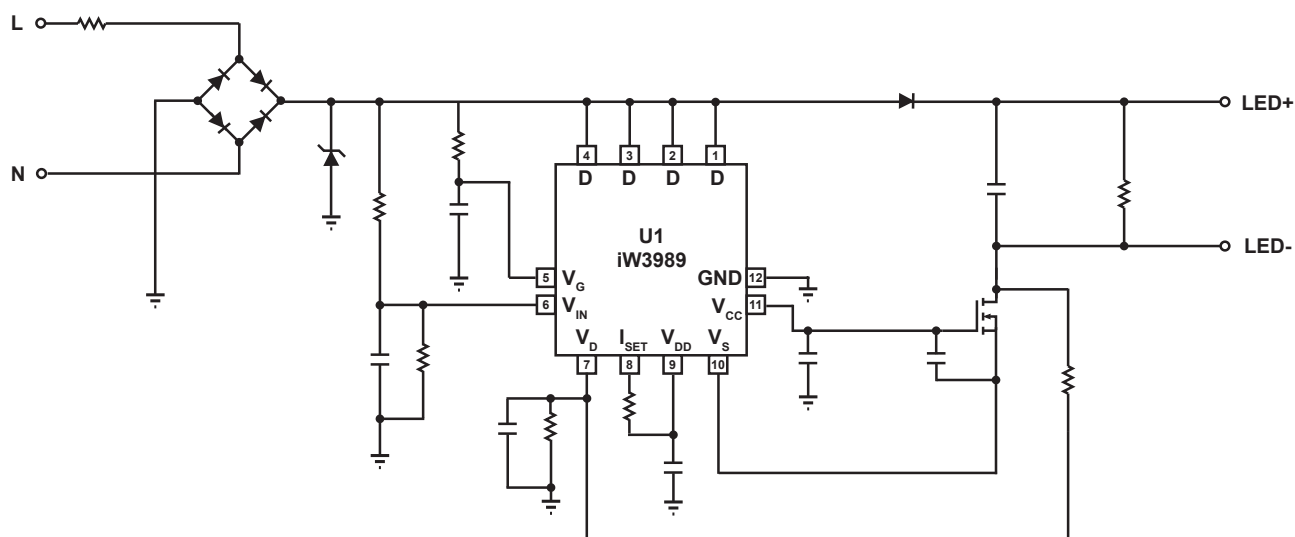 L
LED+
N
4 3 2 1
D D D D
U1
iW3989
LED-
5 VG
GND 12
6 VIN
VCC 11
VD ISET VDD VS
7 8 9 10